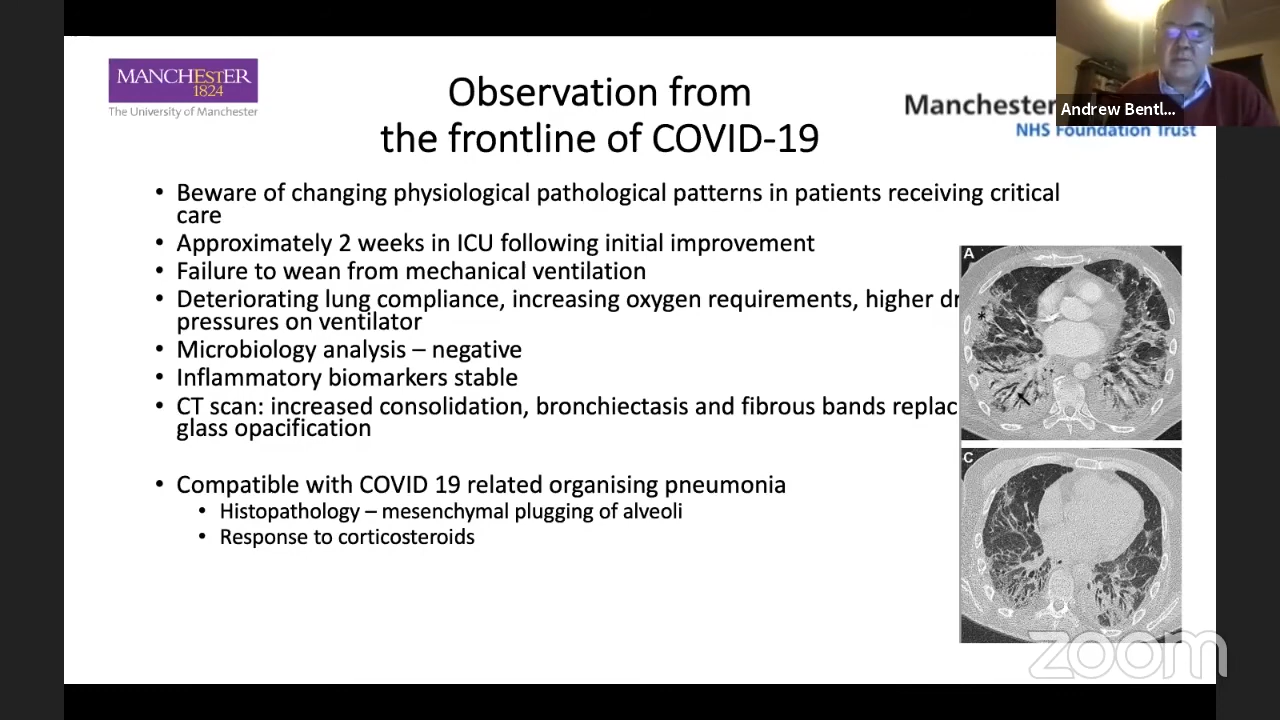 MANCHESTER
1824
The University of Manchester
Observation from
the frontline of COVID-19
Manchester
NHS Foundation Trust
Andrew Bentl...
• Beware of changing physiological pathological patterns in patients receiving critical
care
• Approximately 2 weeks in ICU following initial improvement
• Failure to wean from mechanical ventilation
• Deteriorating lung compliance, increasing oxygen requirements, higher
pressures on ventilator
• Microbiology analysis – negative
• Inflammatory biomarkers stable
• CT scan: increased consolidation, bronchiectasis and fibrous bands
glass opacification
• Compatible with COVID 19 related organising pneumonia
• Histopathology – mesenchymal plugging of alveoli
• Response to corticosteroids
A
*
C
zoom